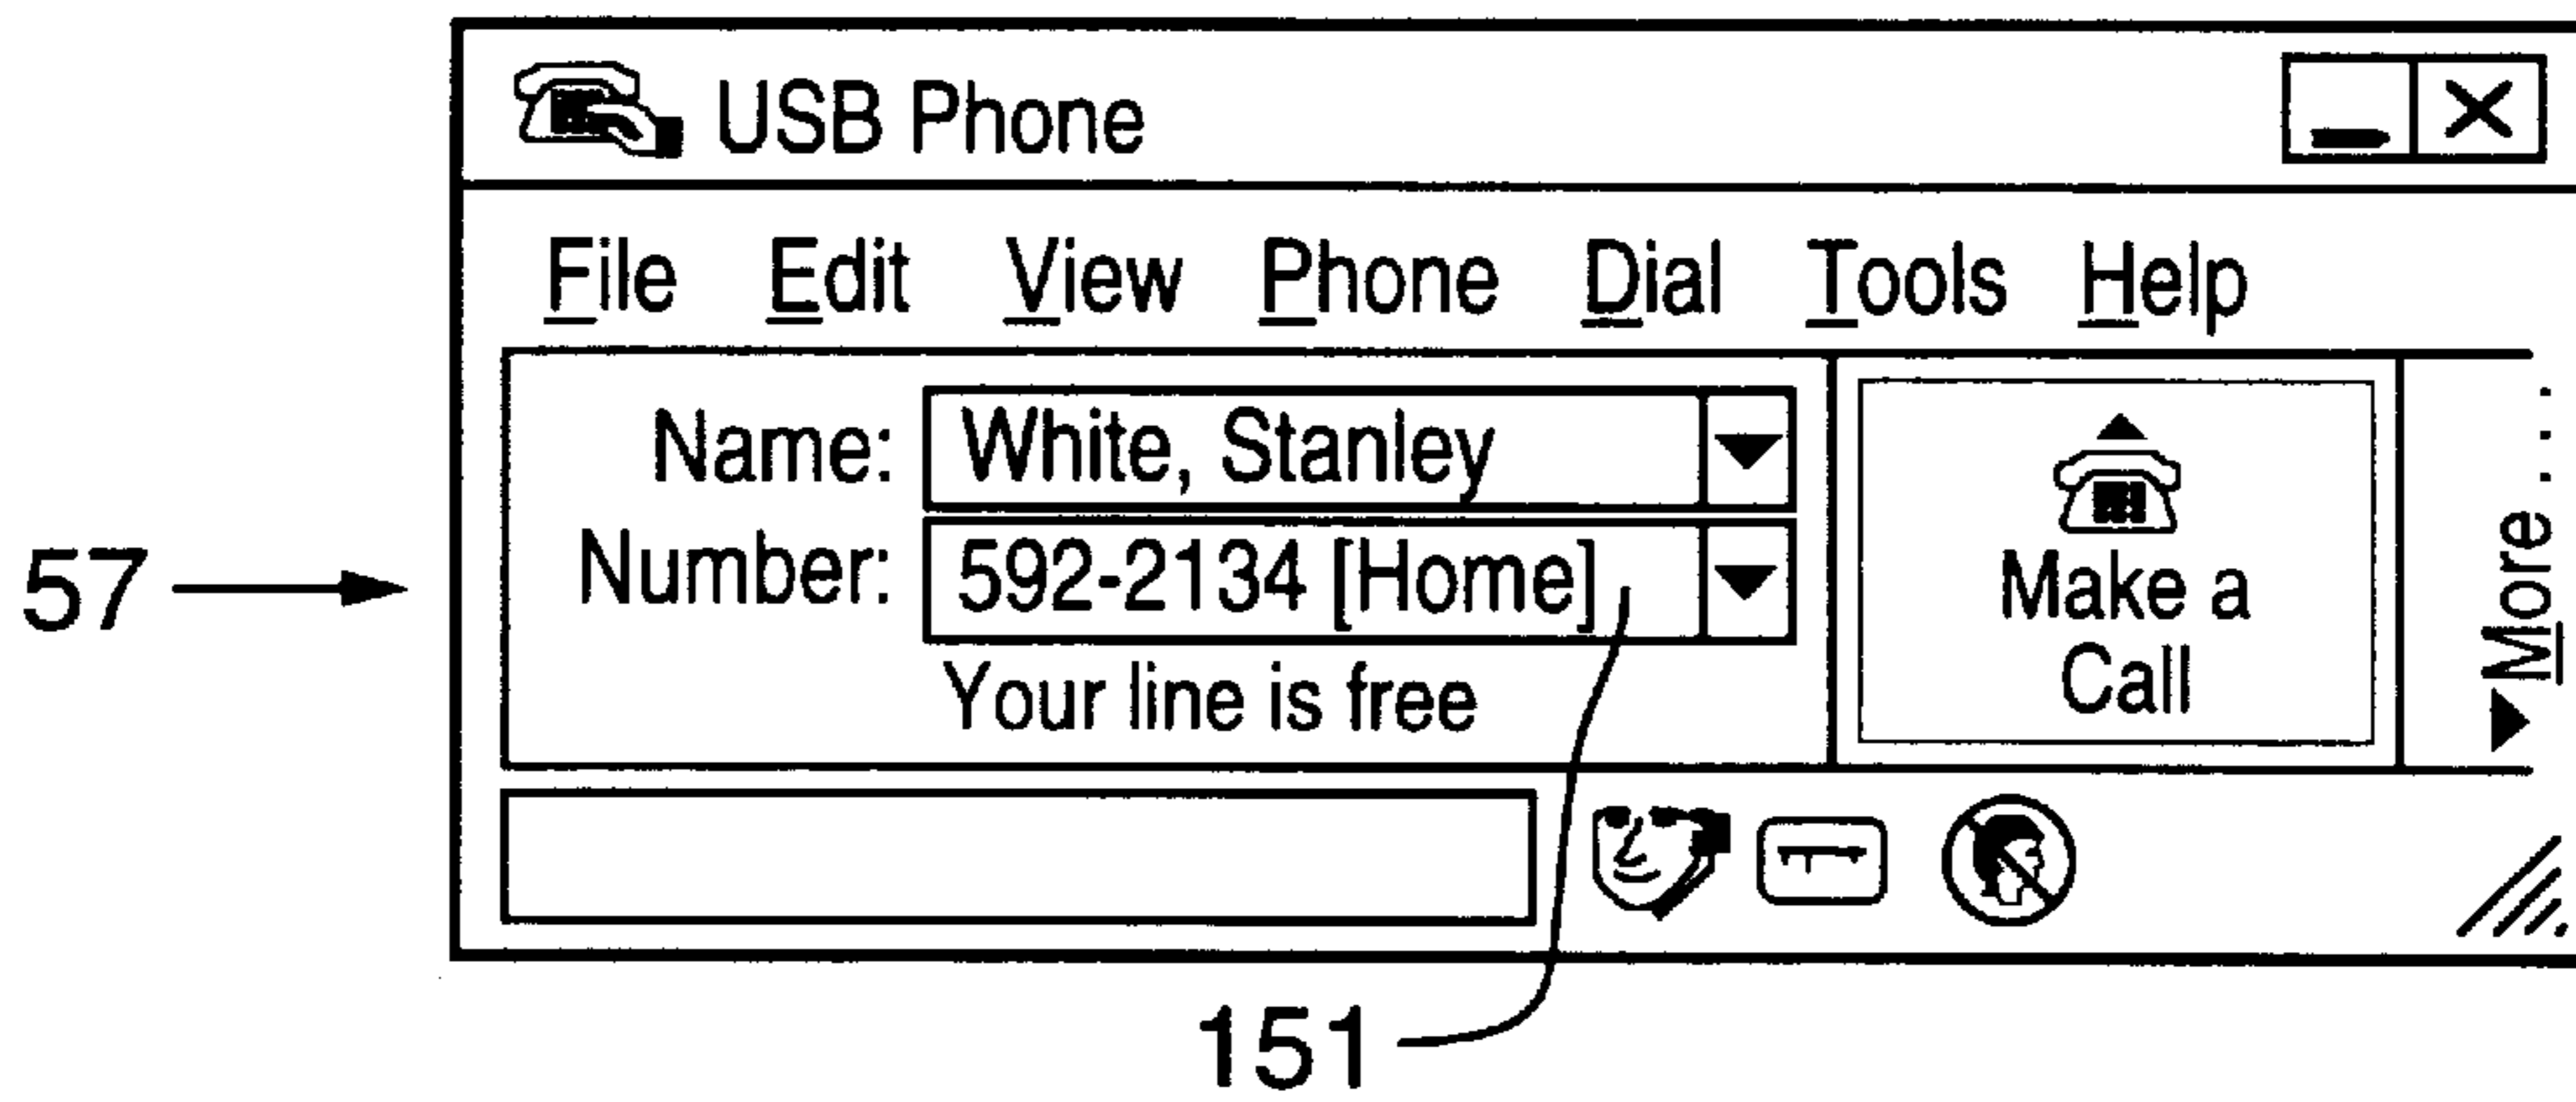 USB Phone
File Edit View Phone Dial Tools Help
Name: White, Stanley
Number: 592-2134 [Home]
Your line is free
Make a
Call
More ...
57
151